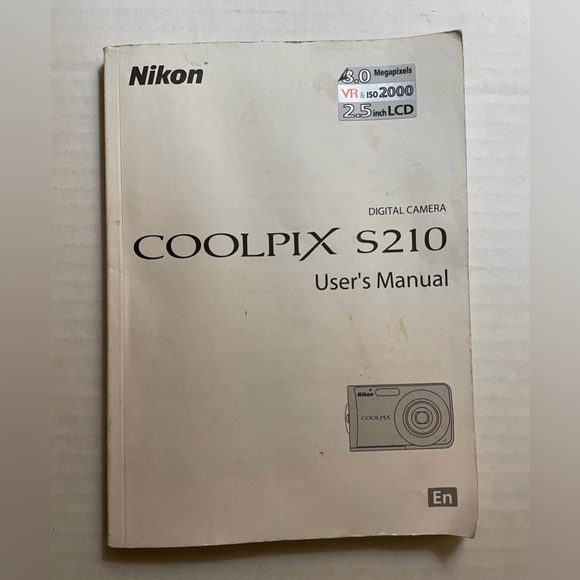 Nikon
8.0 Megapixels
VR & ISO 2000
2.5 inch LCD
DIGITAL CAMERA
COOLPIX S210
User's Manual
Nikon
COOLPIX
En